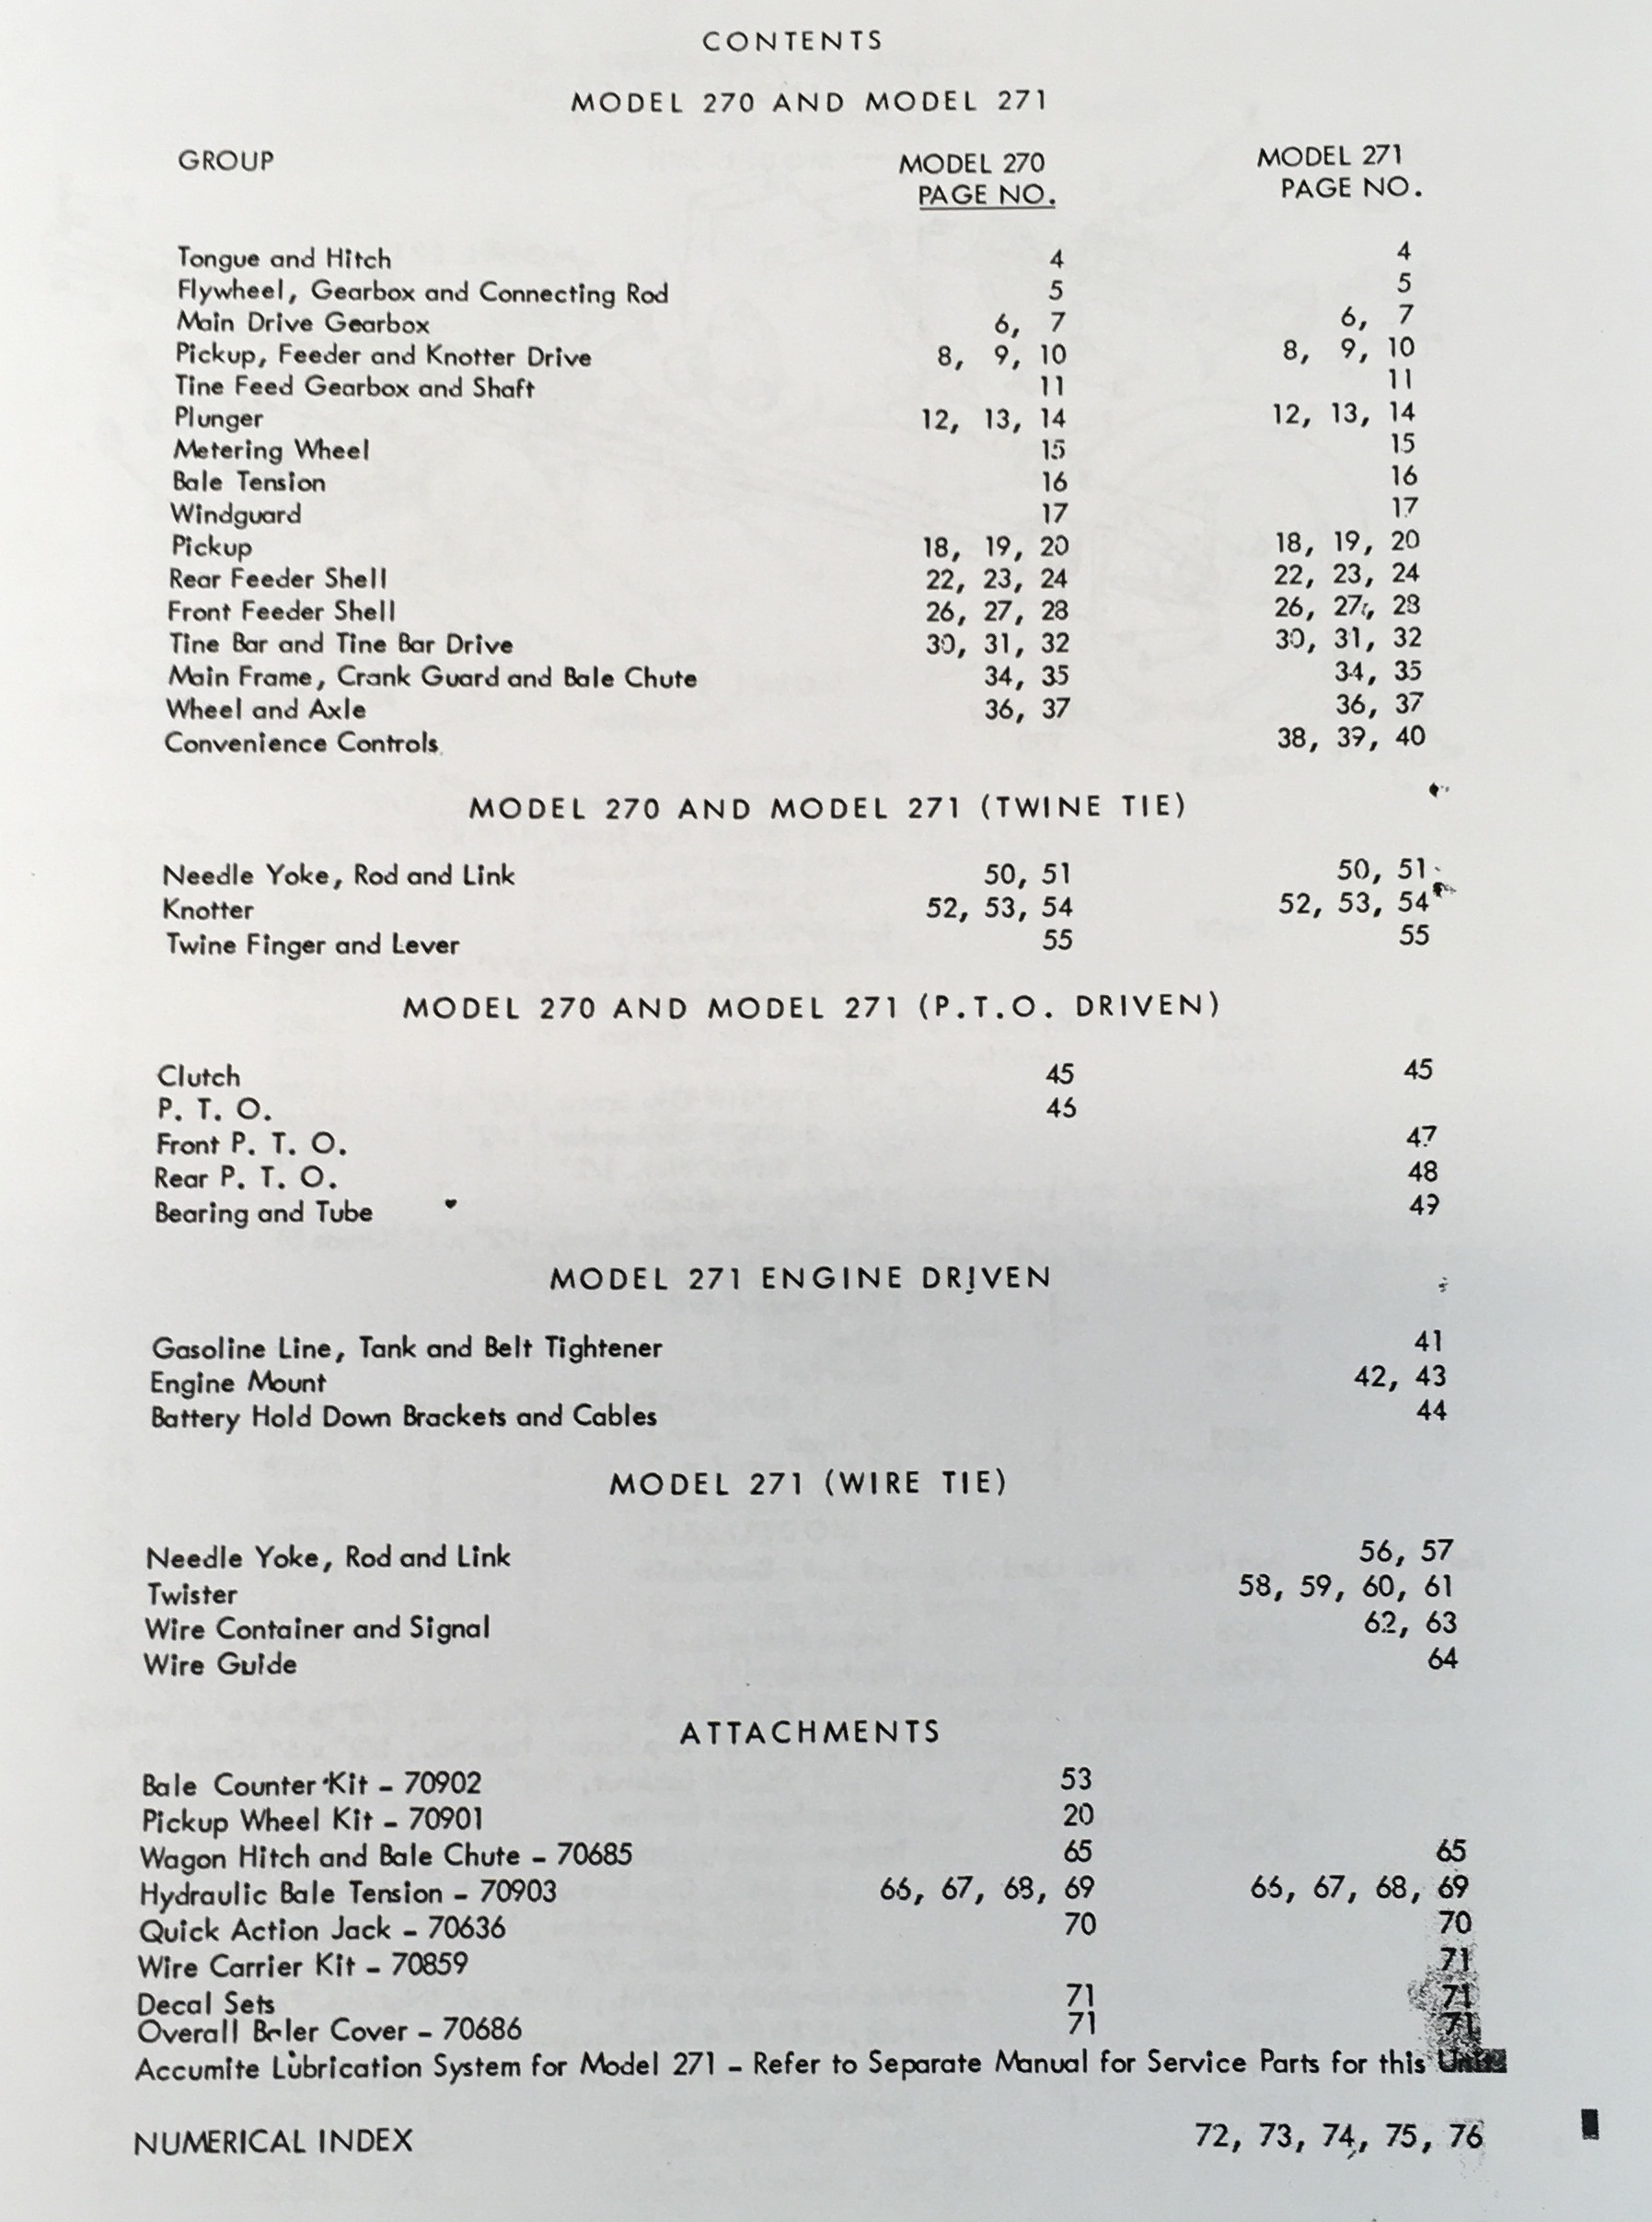 CONTENTS
MODEL 270 AND MODEL 271
GROUP MODEL 270 MODEL 271
PAGE NO. PAGE NO.
Tongue and Hitch 4 4
Flywheel, Gearbox and Connecting Rod 5 5
Main Drive Gearbox 6, 7 6, 7
Pickup, Feeder and Knotter Drive 8, 9, 10 8, 9, 10
Tine Feed Gearbox and Shaft 11 11
Plunger 12, 13, 14 12, 13, 14
Metering Wheel 15 15
Bale Tension 16 16
Windguard 17 17
Pickup 18, 19, 20 18, 19, 20
Rear Feeder Shell 22, 23, 24 22, 23, 24
Front Feeder Shell 26, 27, 28 26, 27, 28
Tine Bar and Tine Bar Drive 30, 31, 32 30, 31, 32
Main Frame, Crank Guard and Bale Chute 34, 35 34, 35
Wheel and Axle 36, 37 36, 37
Convenience Controls 38, 39, 40
MODEL 270 AND MODEL 271 (TWINE TIE)
Needle Yoke, Rod and Link 50, 51 50, 51
Knotter 52, 53, 54 52, 53, 54
Twine Finger and Lever 55 55
MODEL 270 AND MODEL 271 (P.T.O. DRIVEN)
Clutch 45 45
P. T. O. 46
Front P. T. O. 47
Rear P. T. O. 48
Bearing and Tube 49
MODEL 271 ENGINE DRIVEN
Gasoline Line, Tank and Belt Tightener 41
Engine Mount 42, 43
Battery Hold Down Brackets and Cables 44
MODEL 271 (WIRE TIE)
Needle Yoke, Rod and Link 56, 57
Twister 58, 59, 60, 61
Wire Container and Signal 62, 63
Wire Guide 64
ATTACHMENTS
Bale Counter Kit - 70902 53
Pickup Wheel Kit - 70901 20
Wagon Hitch and Bale Chute - 70685 65 65
Hydraulic Bale Tension - 70903 66, 67, 68, 69 66, 67, 68, 69
Quick Action Jack - 70636 70 70
Wire Carrier Kit - 70859 71
Decal Sets 71 71
Overall Baler Cover - 70686 71 71
Accumite Lubrication System for Model 271 - Refer to Separate Manual for Service Parts for this
NUMERICAL INDEX 72, 73, 74, 75, 76